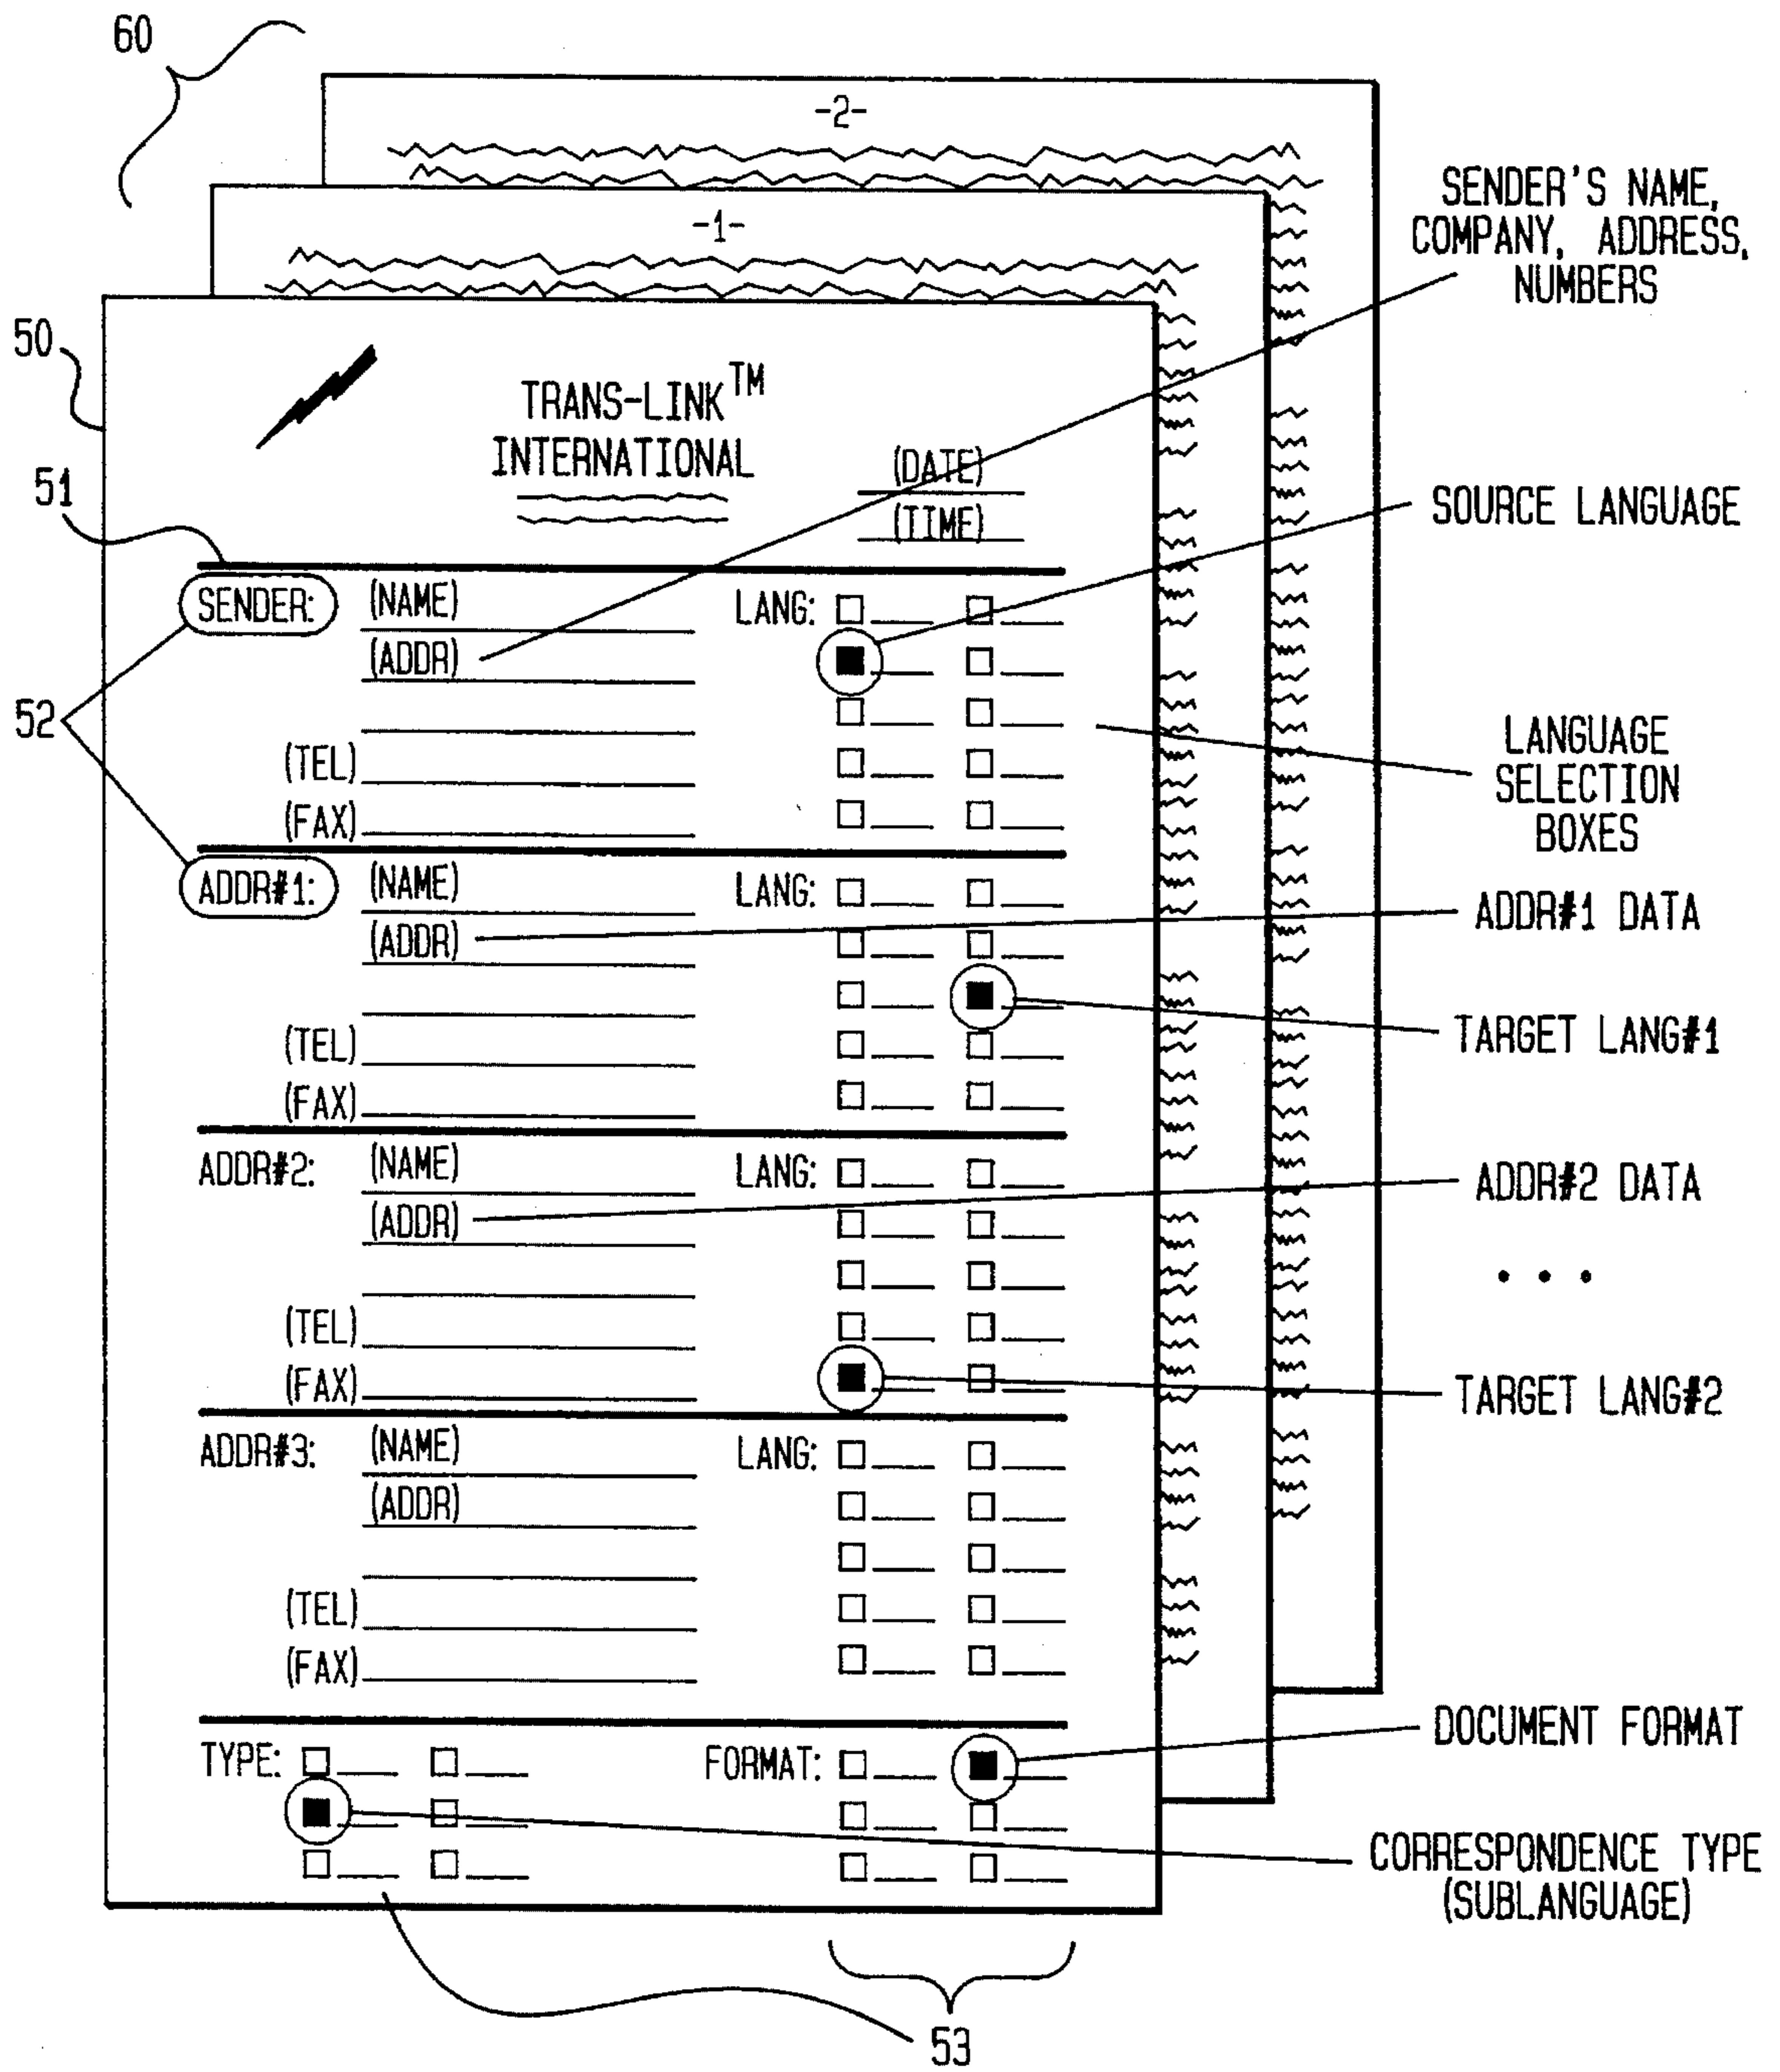 60
-2-
SENDER'S NAME,
COMPANY, ADDRESS,
NUMBERS
-1-
50
TRANS-LINK™
INTERNATIONAL
(DATE)
(TIME)
SOURCE LANGUAGE
51
SENDER: (NAME) LANG:
(ADDR)
52
(TEL)
(FAX)
LANGUAGE
SELECTION
BOXES
ADDR#1: (NAME) LANG:
(ADDR)
ADDR#1 DATA
TARGET LANG#1
(TEL)
(FAX)
ADDR#2: (NAME) LANG:
(ADDR)
ADDR#2 DATA
• • •
(TEL)
(FAX)
TARGET LANG#2
ADDR#3: (NAME) LANG:
(ADDR)
(TEL)
(FAX)
DOCUMENT FORMAT
TYPE: FORMAT:
CORRESPONDENCE TYPE
(SUBLANGUAGE)
53